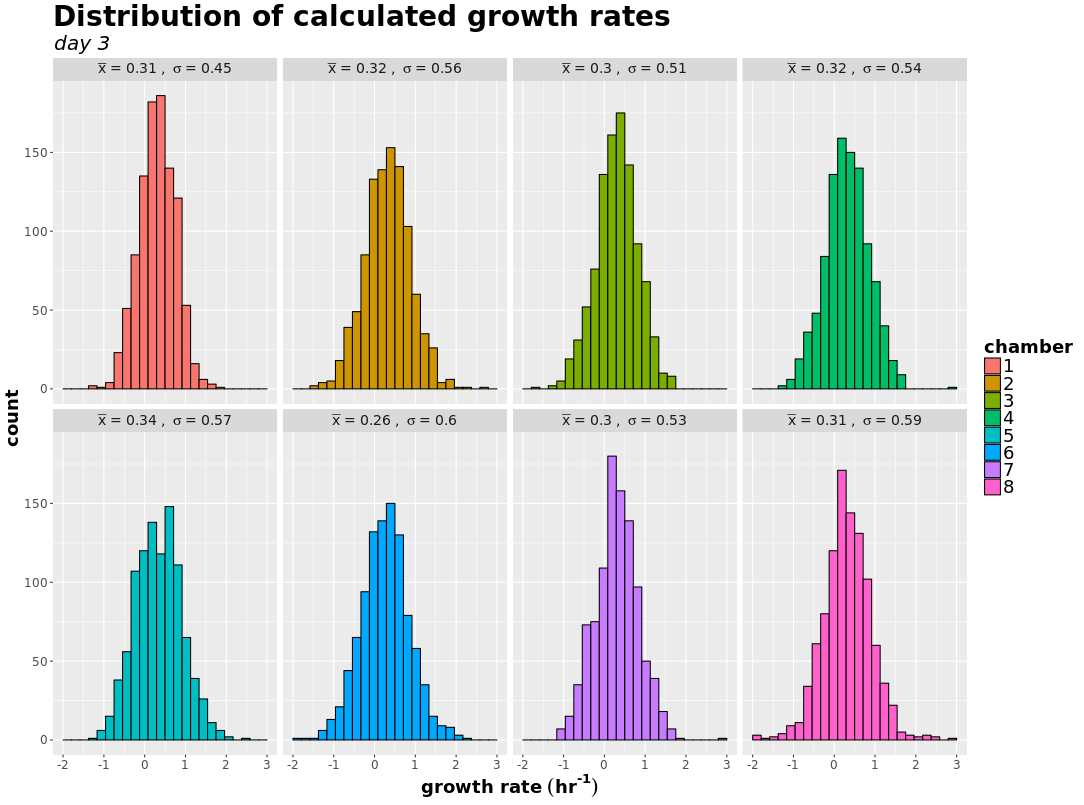 Distribution of calculated growth rates
day 3
x̅ = 0.31 , σ = 0.45
x̅ = 0.32 , σ = 0.56
x̅ = 0.3 , σ = 0.51
x̅ = 0.32 , σ = 0.54
150
100
50
0
x̅ = 0.34 , σ = 0.57
x̅ = 0.26 , σ = 0.6
x̅ = 0.3 , σ = 0.53
x̅ = 0.31 , σ = 0.59
150
100
50
0
-2 -1 0 1 2 3
-2 -1 0 1 2 3
-2 -1 0 1 2 3
-2 -1 0 1 2 3
count
growth rate (hr⁻¹)
chamber
1
2
3
4
5
6
7
8